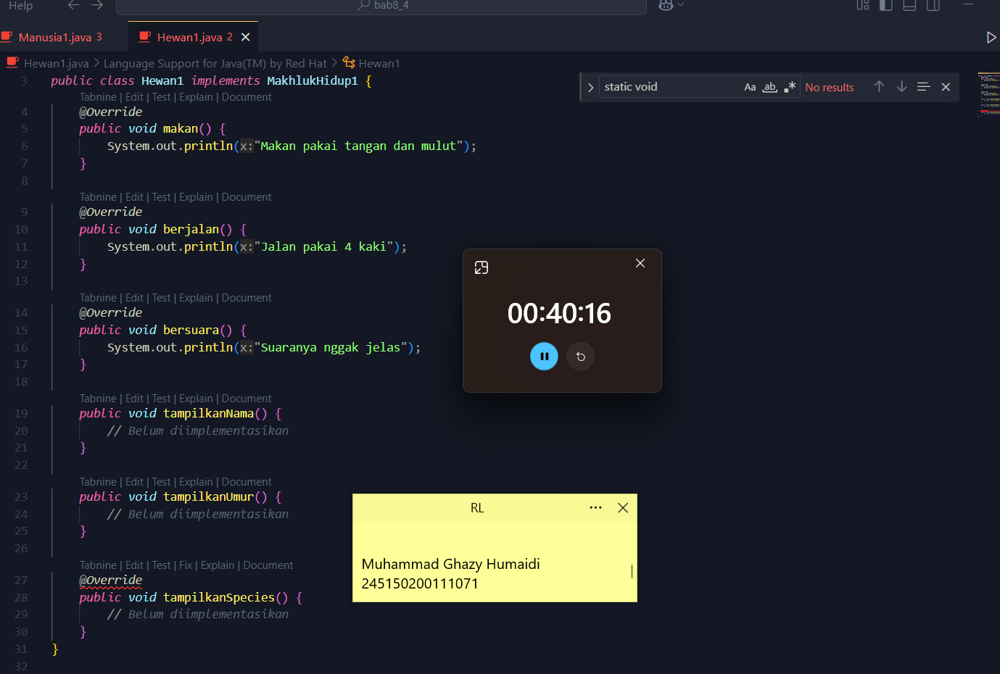 Help
bab8_4
Manusia1.java 3
Hewan1.java 2
Hewan1.java > Language Support for Java(TM) by Red Hat > Hewan1
static void
Aa ab .*
No results
3 public class Hewan1 implements MakhlukHidup1 {
Tabnine | Edit | Test | Explain | Document
4 @Override
5 public void makan() {
6 System.out.println(x:"Makan pakai tangan dan mulut");
7 }
8
Tabnine | Edit | Test | Explain | Document
9 @Override
10 public void berjalan() {
11 System.out.println(x:"Jalan pakai 4 kaki");
12 }
13
Tabnine | Edit | Test | Explain | Document
14 @Override
15 public void bersuara() {
16 System.out.println(x:"Suaranya nggak jelas");
17 }
18
Tabnine | Edit | Test | Explain | Document
19 public void tampilkanNama() {
20 // Belum diimplementasikan
21 }
22
Tabnine | Edit | Test | Explain | Document
23 public void tampilkanUmur() {
24 // Belum diimplementasikan
25 }
26
Tabnine | Edit | Test | Fix | Explain | Document
27 @Override
28 public void tampilkanSpecies() {
29 // Belum diimplementasikan
30 }
31 }
32
00:40:16
RL
Muhammad Ghazy Humaidi
245150200111071